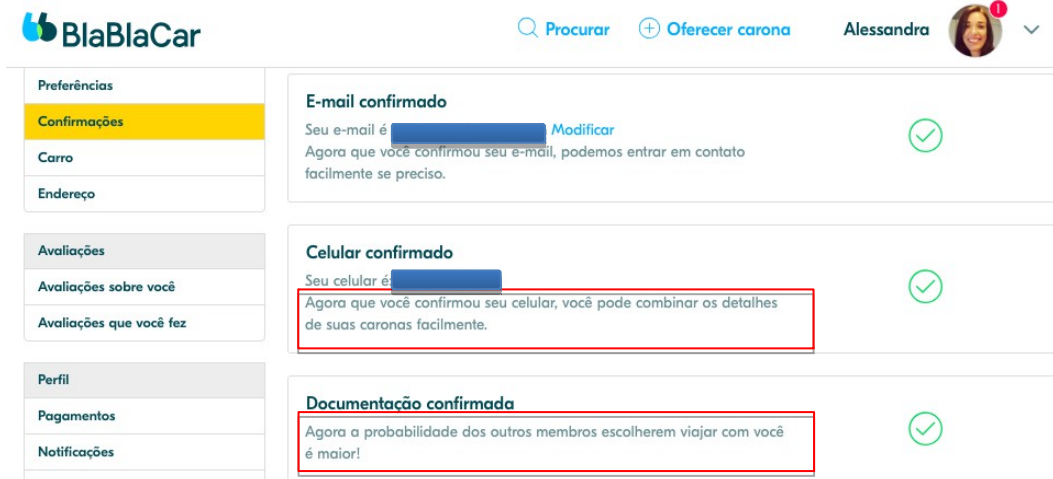 BlaBlaCar
Procurar
Oferecer carona
Alessandra
1
Preferências
Confirmações
Carro
Endereço
Avaliações
Avaliações sobre você
Avaliações que você fez
Perfil
Pagamentos
Notificações
E-mail confirmado
Seu e-mail é Modificar
Agora que você confirmou seu e-mail, podemos entrar em contato
facilmente se preciso.
Celular confirmado
Seu celular é:
Agora que você confirmou seu celular, você pode combinar os detalhes
de suas caronas facilmente.
Documentação confirmada
Agora a probabilidade dos outros membros escolherem viajar com você
é maior!